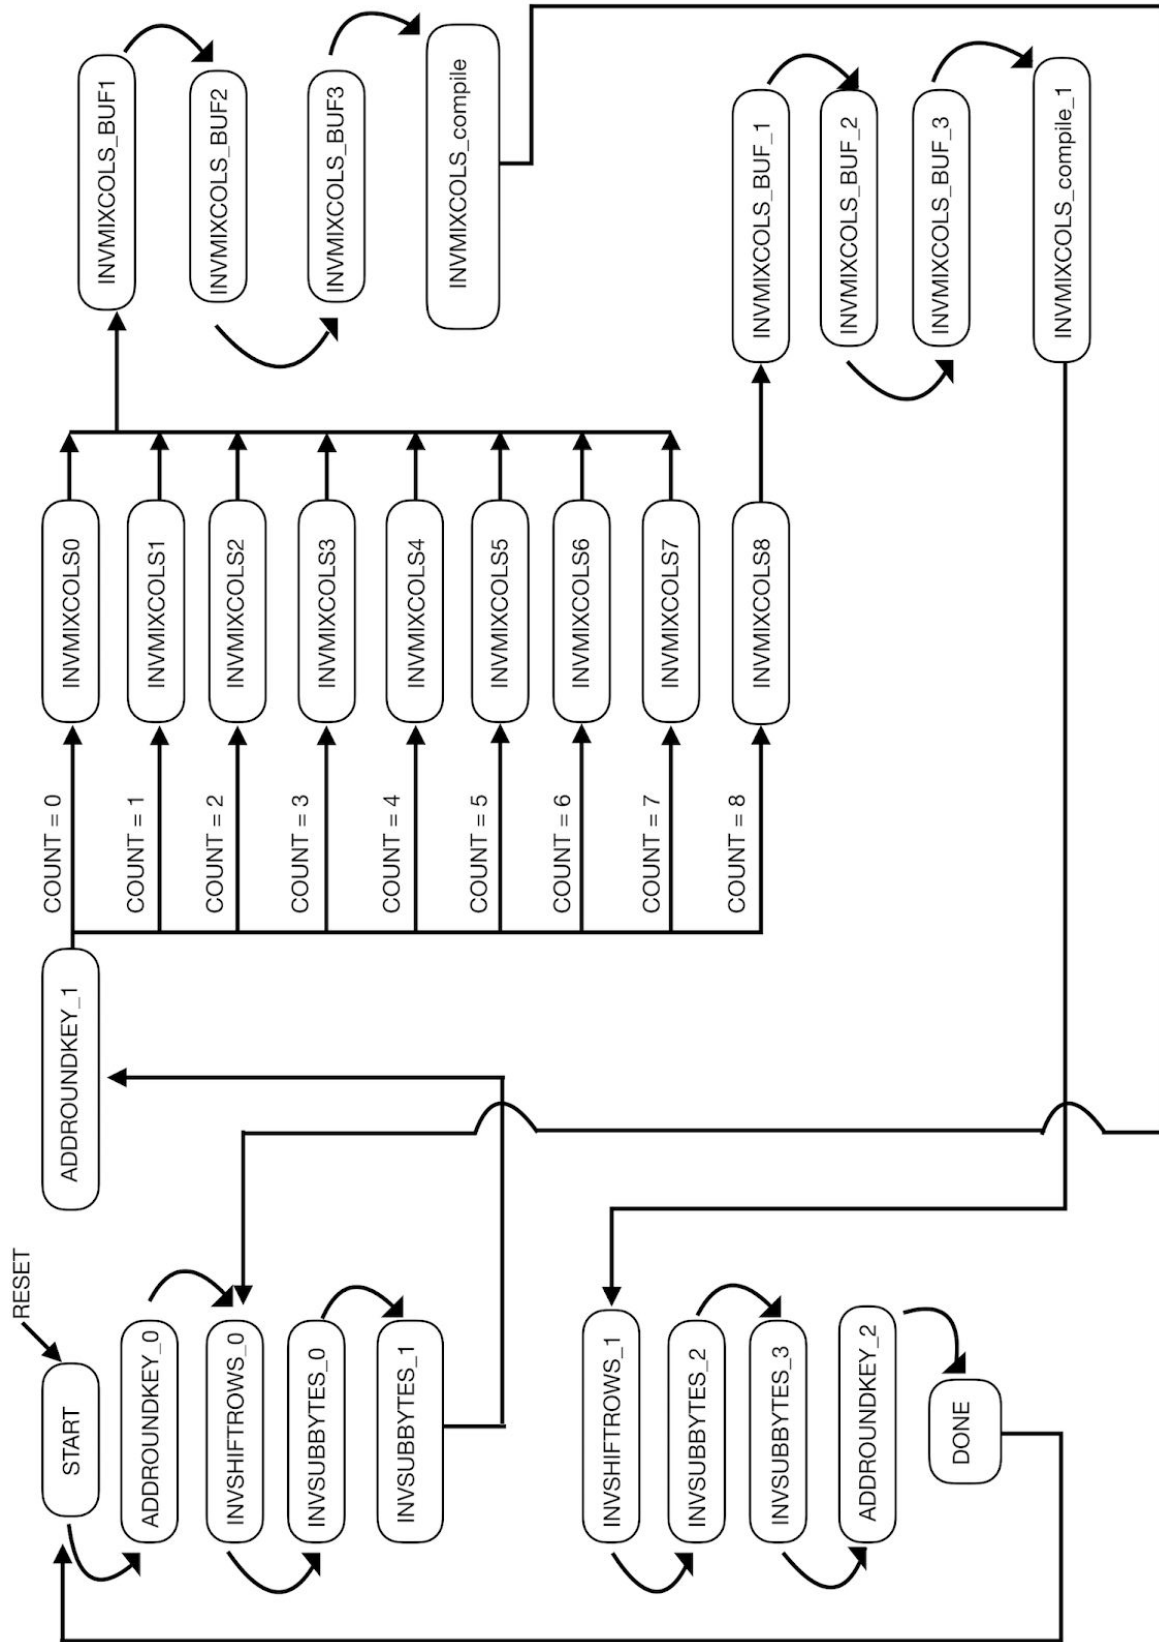 RESET
START
ADDROUNDKEY_0
INVSHIFTROWS_0
INVSUBBYTES_0
INVSUBBYTES_1
INVSHIFTROWS_1
INVSUBBYTES_2
INVSUBBYTES_3
ADDROUNDKEY_2
DONE
ADDROUNDKEY_1
COUNT = 0
COUNT = 1
COUNT = 2
COUNT = 3
COUNT = 4
COUNT = 5
COUNT = 6
COUNT = 7
COUNT = 8
INVMIXCOLS0
INVMIXCOLS1
INVMIXCOLS2
INVMIXCOLS3
INVMIXCOLS4
INVMIXCOLS5
INVMIXCOLS6
INVMIXCOLS7
INVMIXCOLS8
INVMIXCOLS_BUF1
INVMIXCOLS_BUF2
INVMIXCOLS_BUF3
INVMIXCOLS_compile
INVMIXCOLS_BUF_1
INVMIXCOLS_BUF_2
INVMIXCOLS_BUF_3
INVMIXCOLS_compile_1